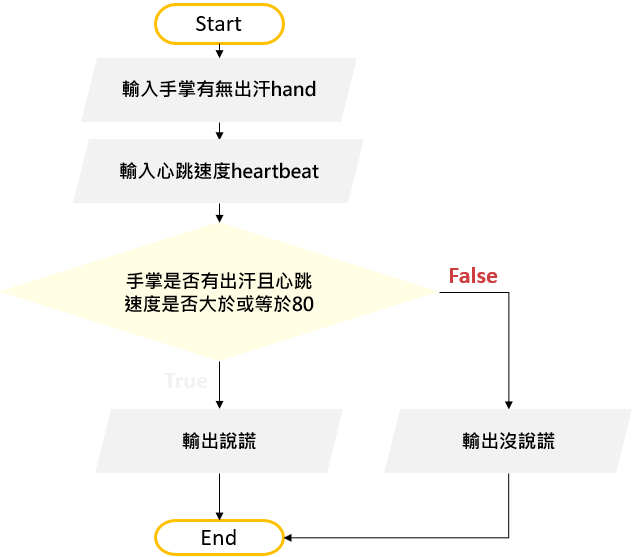 Start
輸入手掌有無出汗hand
輸入心跳速度heartbeat
手掌是否有出汗且心跳
速度是否大於或等於80
False
True
輸出說謊
輸出沒說謊
End